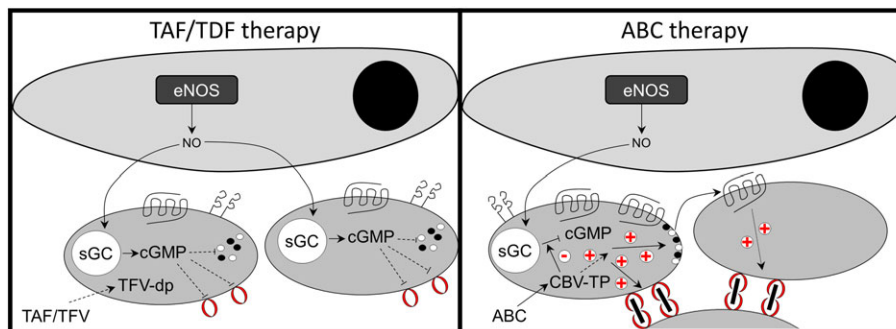 TAF/TDF therapy
eNOS
NO
sGC
cGMP
TFV-dp
TAF/TFV
sGC
cGMP
ABC therapy
eNOS
NO
sGC
cGMP
CBV-TP
ABC